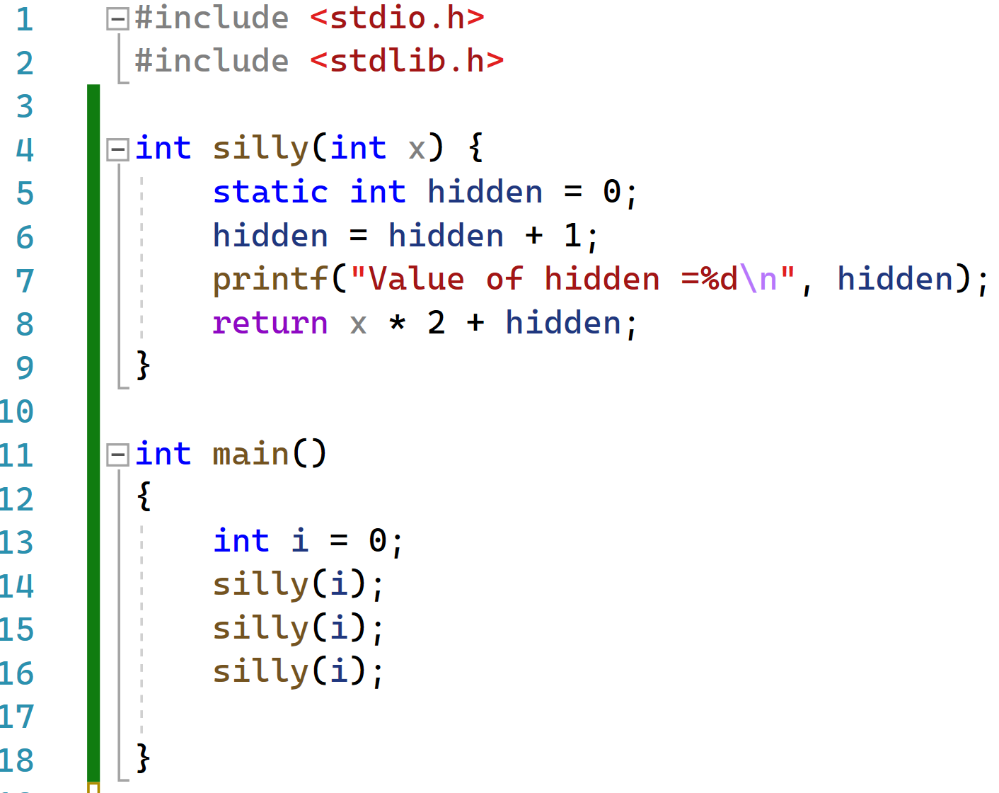 1 #include <stdio.h>
2 #include <stdlib.h>
3
4 int silly(int x) {
5     static int hidden = 0;
6     hidden = hidden + 1;
7     printf("Value of hidden =%d\n", hidden);
8     return x * 2 + hidden;
9 }
10
11 int main()
12 {
13     int i = 0;
14     silly(i);
15     silly(i);
16     silly(i);
17
18 }